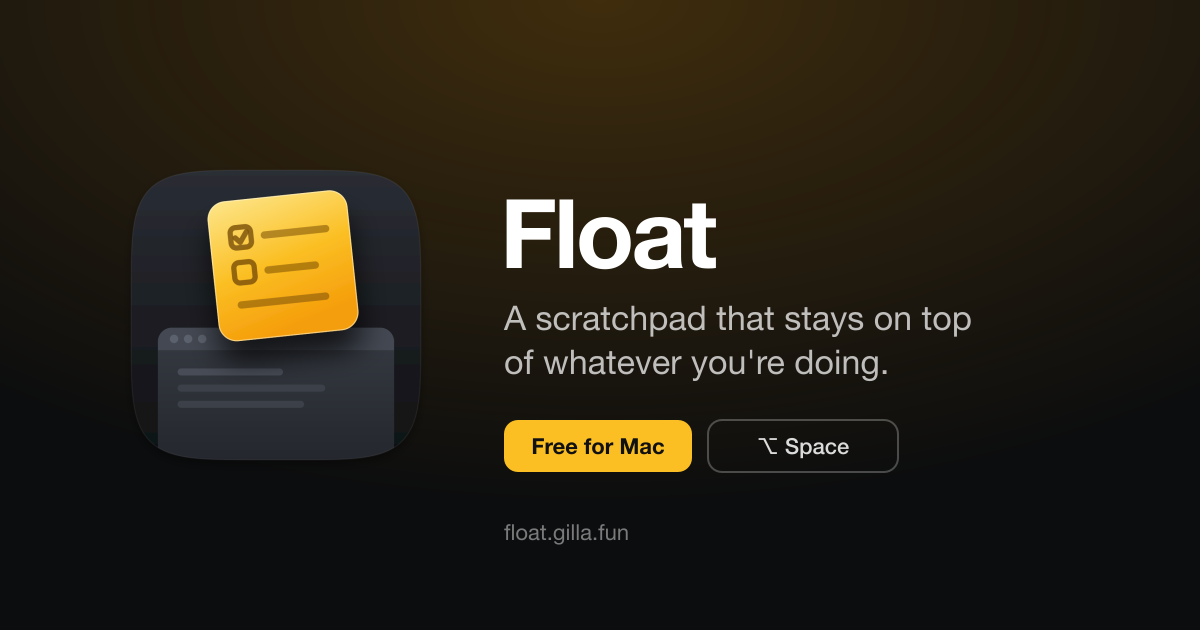 Float
A scratchpad that stays on top
of whatever you're doing.
Free for Mac
⌥ Space
float.gilla.fun